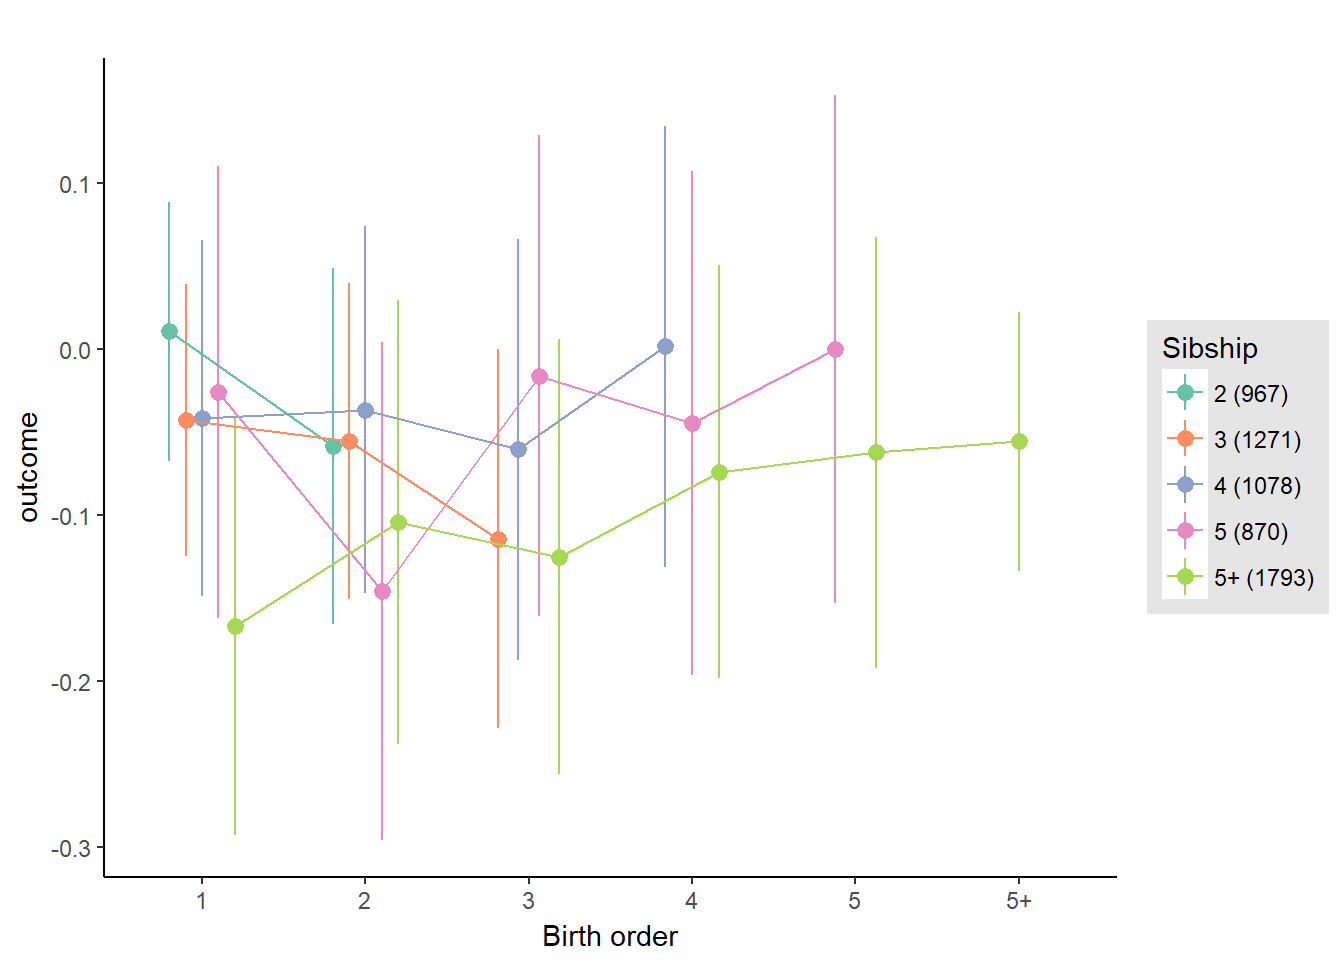 outcome
0.1
0.0
-0.1
-0.2
-0.3
1 2 3 4 5 5+
Birth order
Sibship
2 (967)
3 (1271)
4 (1078)
5 (870)
5+ (1793)